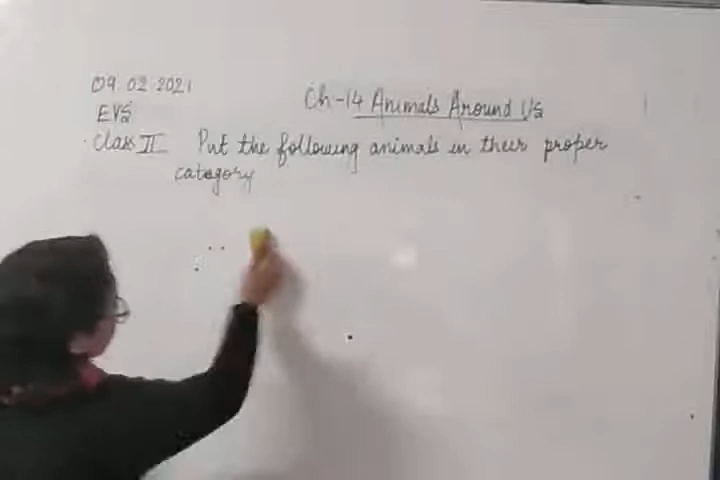 09.02.2021
Ch-14 Animals Around Us
EVS
Class II Put the following animals in their proper
category